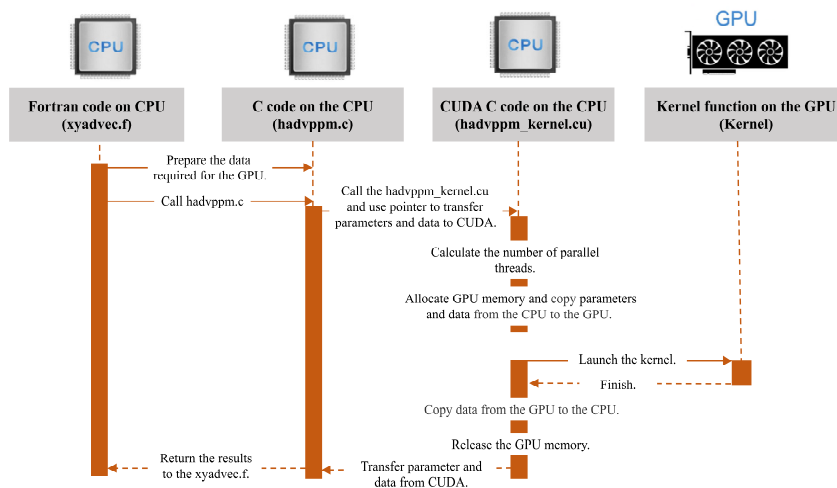 GPU
CPU
CPU
CPU
Fortran code on CPU
(xyadvec.f)
C code on the CPU
(hadvppm.c)
CUDA C code on the CPU
(hadvppm_kernel.cu)
Kernel function on the GPU
(Kernel)
Prepare the data
required for the GPU.
Call hadvppm.c
Call the hadvppm_kernel.cu
and use pointer to transfer
parameters and data to CUDA.
Calculate the number of parallel
threads.
Allocate GPU memory and copy parameters
and data from the CPU to the GPU.
Launch the kernel.
Finish.
Copy data from the GPU to the CPU.
Release the GPU memory.
Transfer parameter and
data from CUDA.
Return the results
to the xyadvec.f.